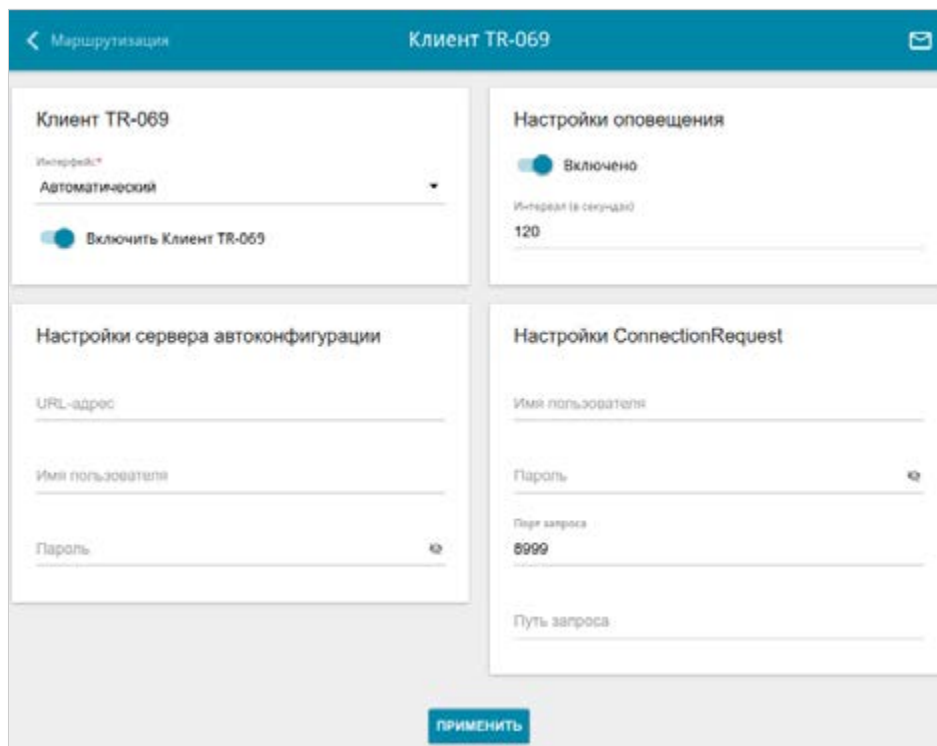 Маршрутизация
Клиент TR-069
Клиент TR-069
Интерфейс*
Автоматический
Включить Клиент TR-069
Настройки оповещения
Включено
Интервал (в секундах)
120
Настройки сервера автоконфигурации
URL-адрес
Имя пользователя
Пароль
Настройки ConnectionRequest
Имя пользователя
Пароль
Порт запроса
8999
Путь запроса
ПРИМЕНИТЬ